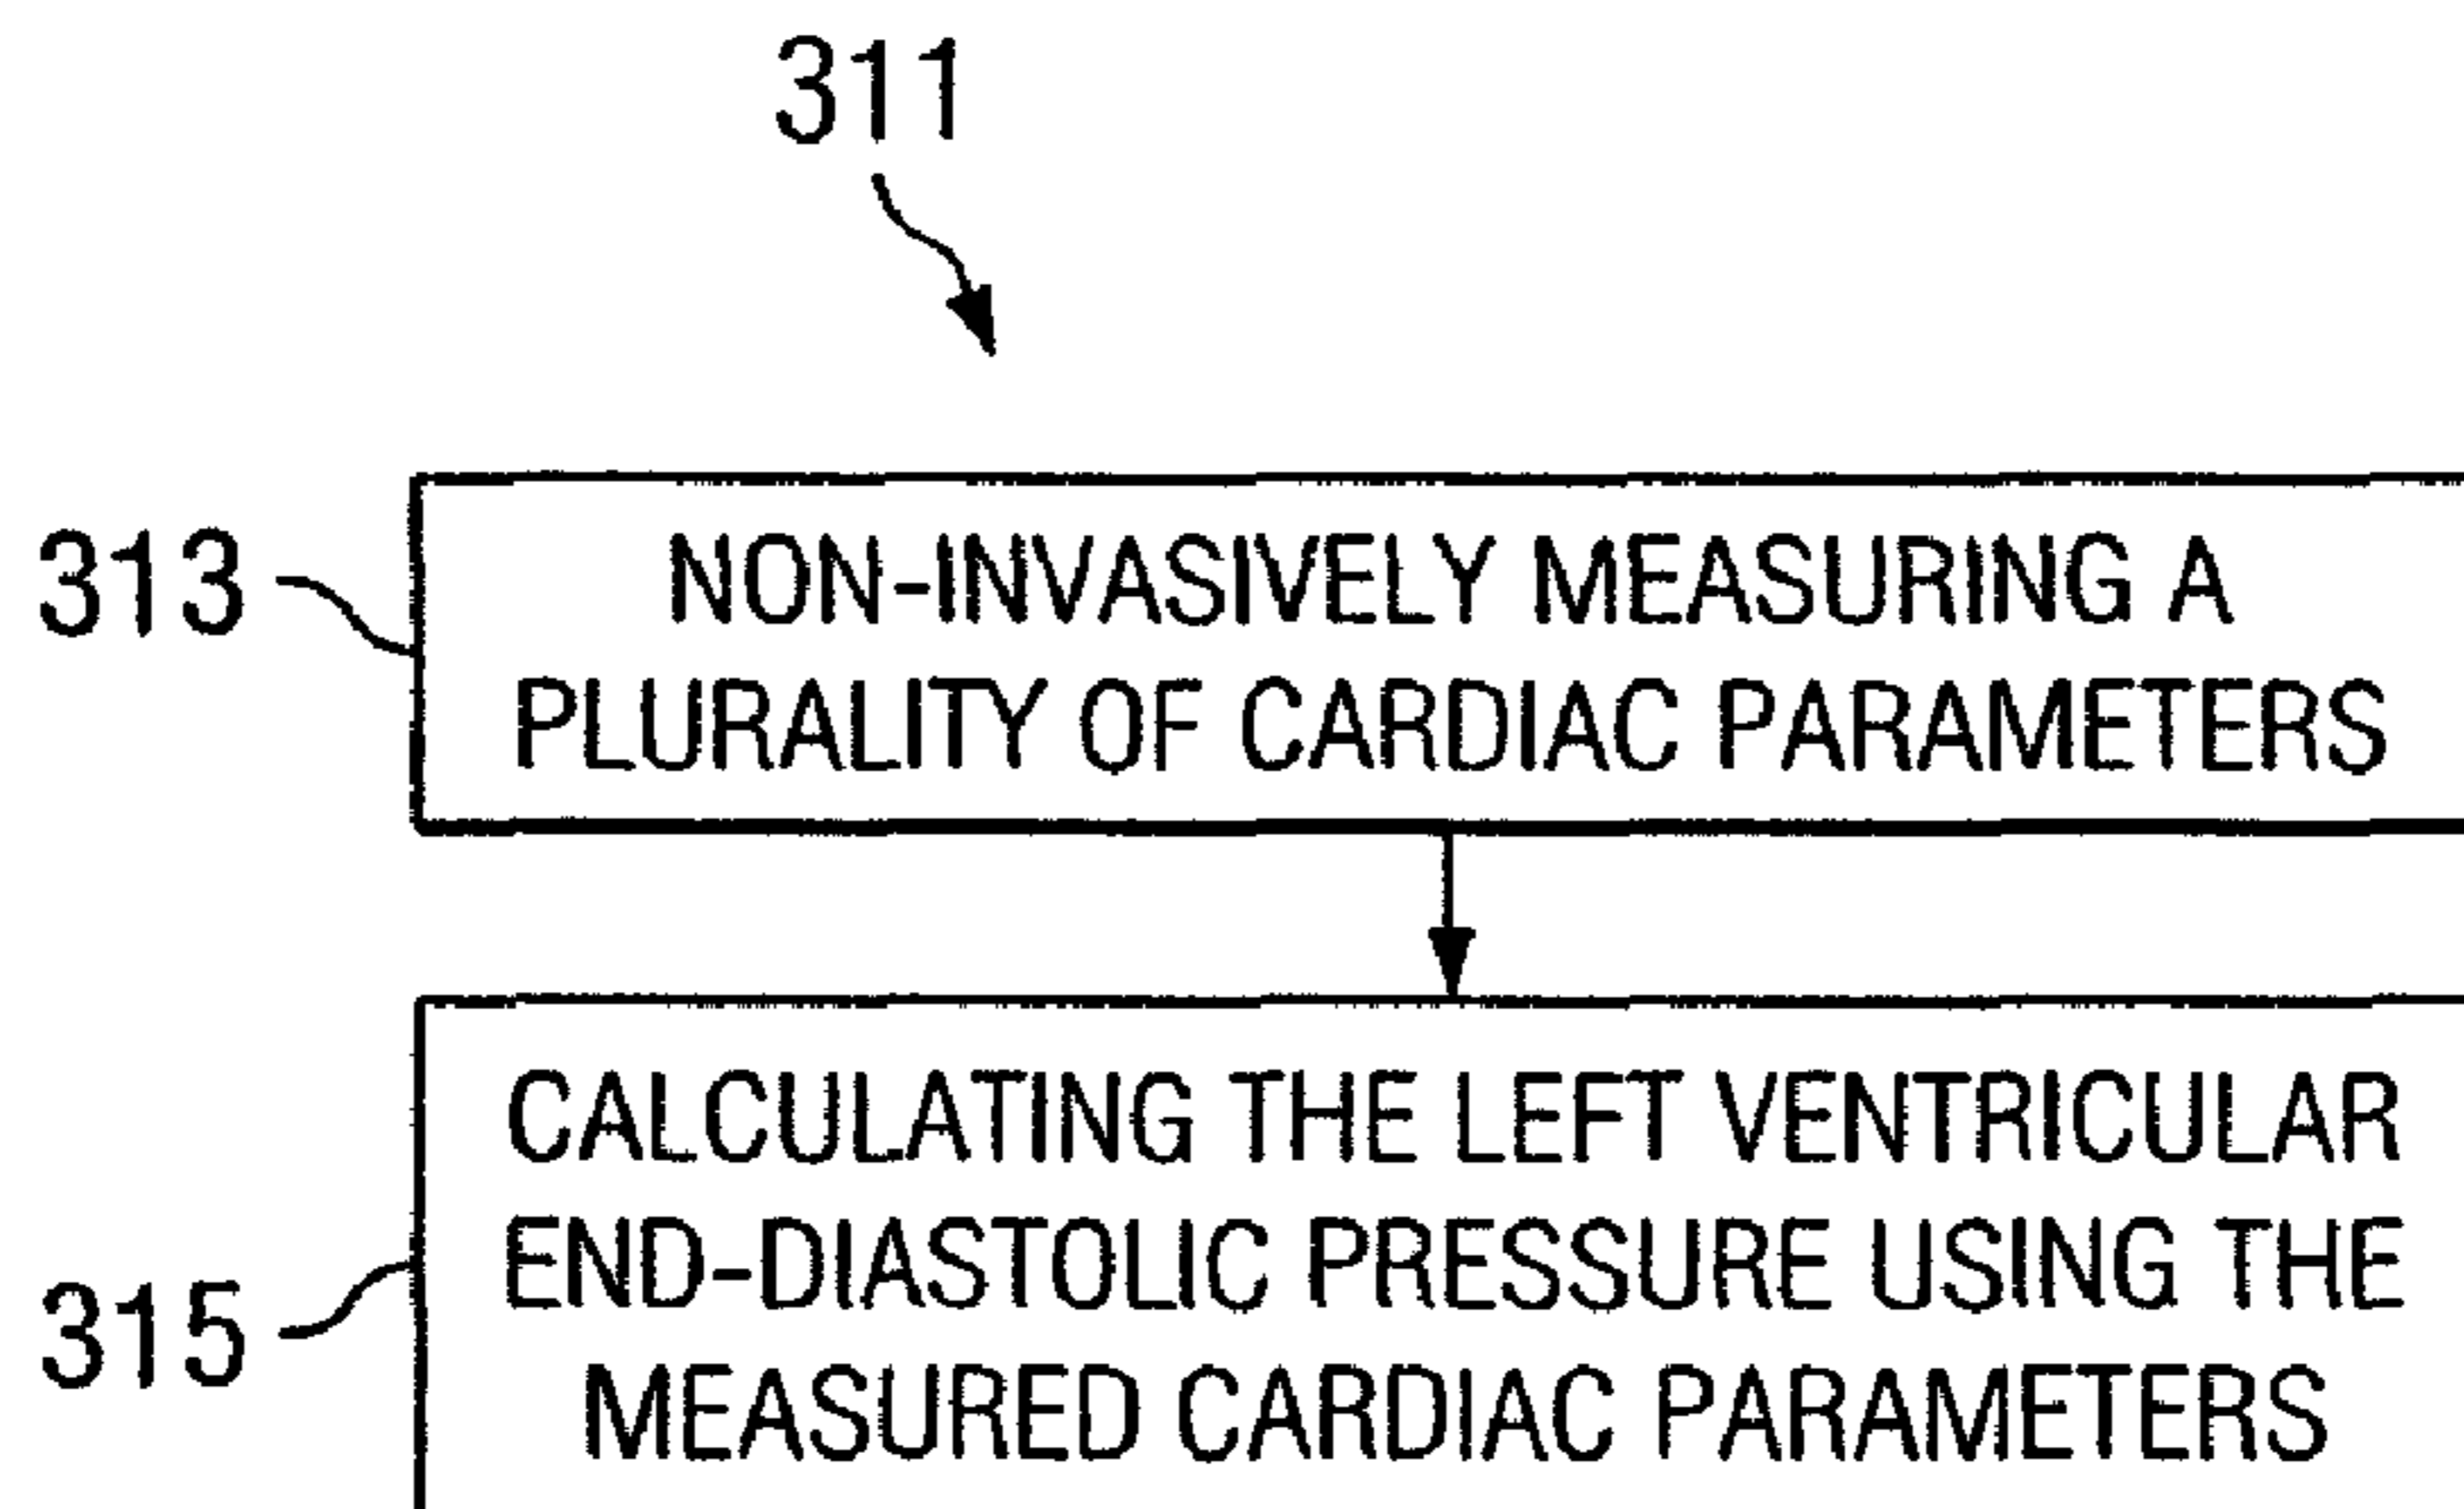 311
313
NON-INVASIVELY MEASURING A
PLURALITY OF CARDIAC PARAMETERS
CALCULATING THE LEFT VENTRICULAR
END-DIASTOLIC PRESSURE USING THE
315
MEASURED CARDIAC PARAMETERS